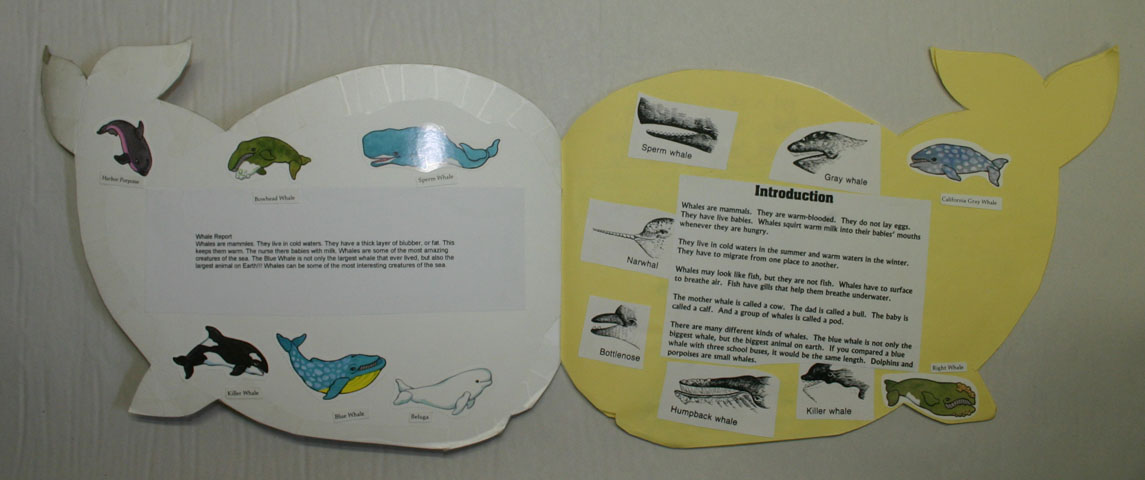 Harbor Porpoise
Bowhead Whale
Sperm Whale
Whale Report
Whales are mammles. They live in cold waters. They have a thick layer of blubber, or fat. This
keeps them warm. The nurse there babies with milk. Whales are some of the most amazing
creatures of the sea. The Blue Whale is not only the largest whale that ever lived, but also the
largest animal on Earth!!! Whales can be some of the most interesting creatures of the sea.
Killer Whale
Blue Whale
Beluga
Sperm whale
Gray whale
California Gray Whale
Narwhal
Introduction
Whales are mammals. They are warm-blooded. They do not lay eggs.
They have live babies. Whales squirt warm milk into their babies' mouths
whenever they are hungry.
They live in cold waters in the summer and warm waters in the winter.
They have to migrate from one place to another.
Whales may look like fish, but they are not fish. Whales have to surface
to breathe air. Fish have gills that help them breathe underwater.
The mother whale is called a cow. The dad is called a bull. The baby is
called a calf. And a group of whales is called a pod.
There are many different kinds of whales. The blue whale is not only the
biggest whale, but the biggest animal on earth. If you compared a blue
whale with three school buses, it would be the same length. Dolphins and
porpoises are small whales.
Bottlenose
Humpback whale
Killer whale
Right Whale